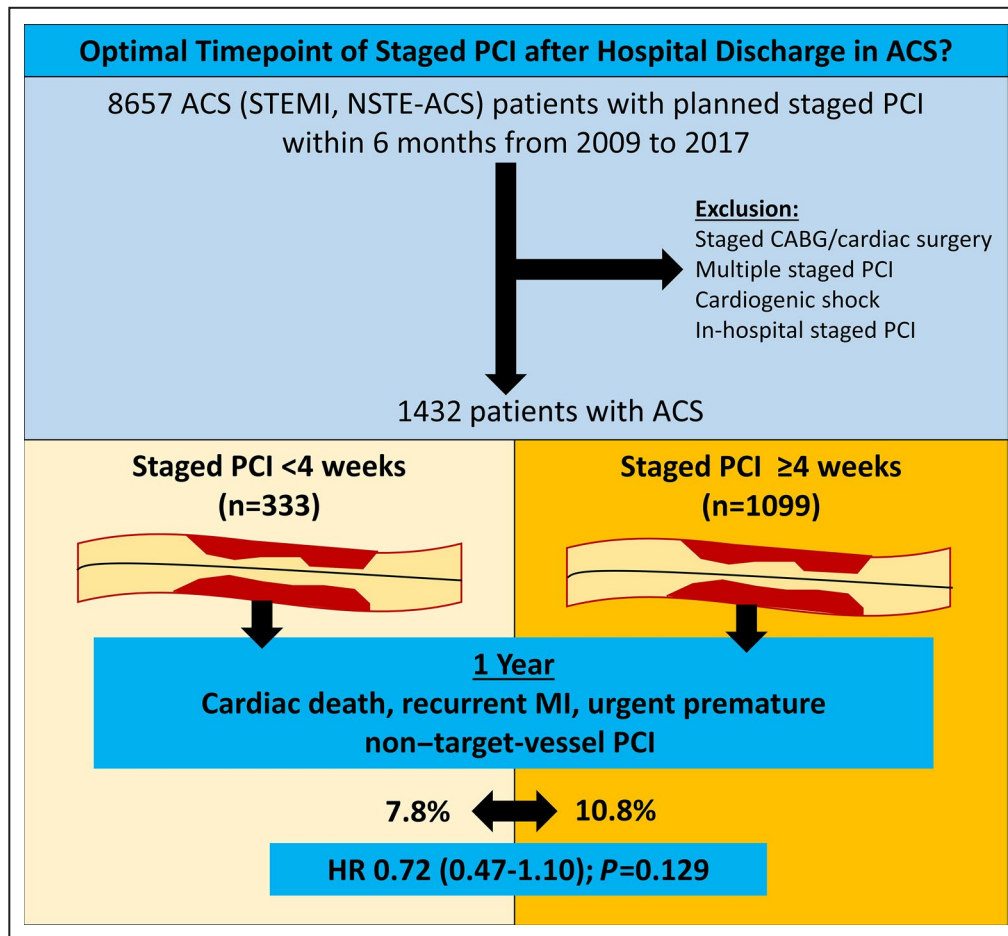 Optimal Timepoint of Staged PCI after Hospital Discharge in ACS?
8657 ACS (STEMI, NSTE-ACS) patients with planned staged PCI
within 6 months from 2009 to 2017
Exclusion:
Staged CABG/cardiac surgery
Multiple staged PCI
Cardiogenic shock
In-hospital staged PCI
1432 patients with ACS
Staged PCI <4 weeks
(n=333)
Staged PCI ≥4 weeks
(n=1099)
1 Year
Cardiac death, recurrent MI, urgent premature
non–target-vessel PCI
7.8%
10.8%
HR 0.72 (0.47-1.10); P=0.129